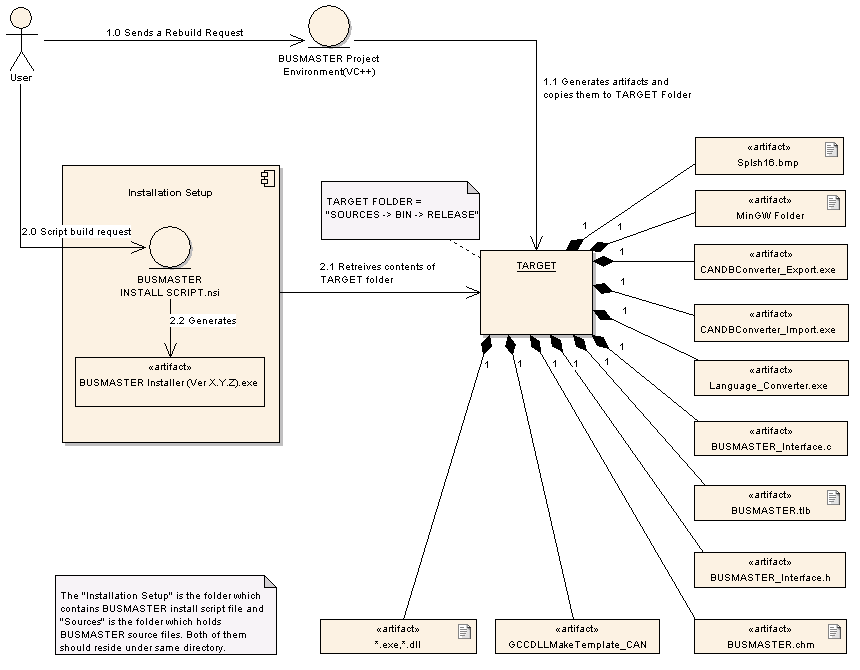 1.0 Sends a Rebuild Request
User
BUSMASTER Project
Environment(VC++)
1.1 Generates artifacts and
copies them to TARGET Folder
Installation Setup
2.0 Script build request
BUSMASTER
INSTALL SCRIPT.nsi
2.2 Generates
«artifact»
BUSMASTER Installer (Ver X.Y.Z).exe
TARGET FOLDER =
"SOURCES -> BIN -> RELEASE"
2.1 Retreives contents of
TARGET folder
TARGET
1
1
1
1
1
1
1
1
1
1
1
«artifact»
Splsh16.bmp
«artifact»
MinGW Folder
«artifact»
CANDBConverter_Export.exe
«artifact»
CANDBConverter_Import.exe
«artifact»
Language_Converter.exe
«artifact»
BUSMASTER_Interface.c
«artifact»
BUSMASTER.tlb
«artifact»
BUSMASTER_Interface.h
«artifact»
BUSMASTER.chm
«artifact»
GCCDLLMakeTemplate_CAN
«artifact»
*.exe,*.dll
The "Installation Setup" is the folder which
contains BUSMASTER install script file and
"Sources" is the folder which holds
BUSMASTER source files. Both of them
should reside under same directory.